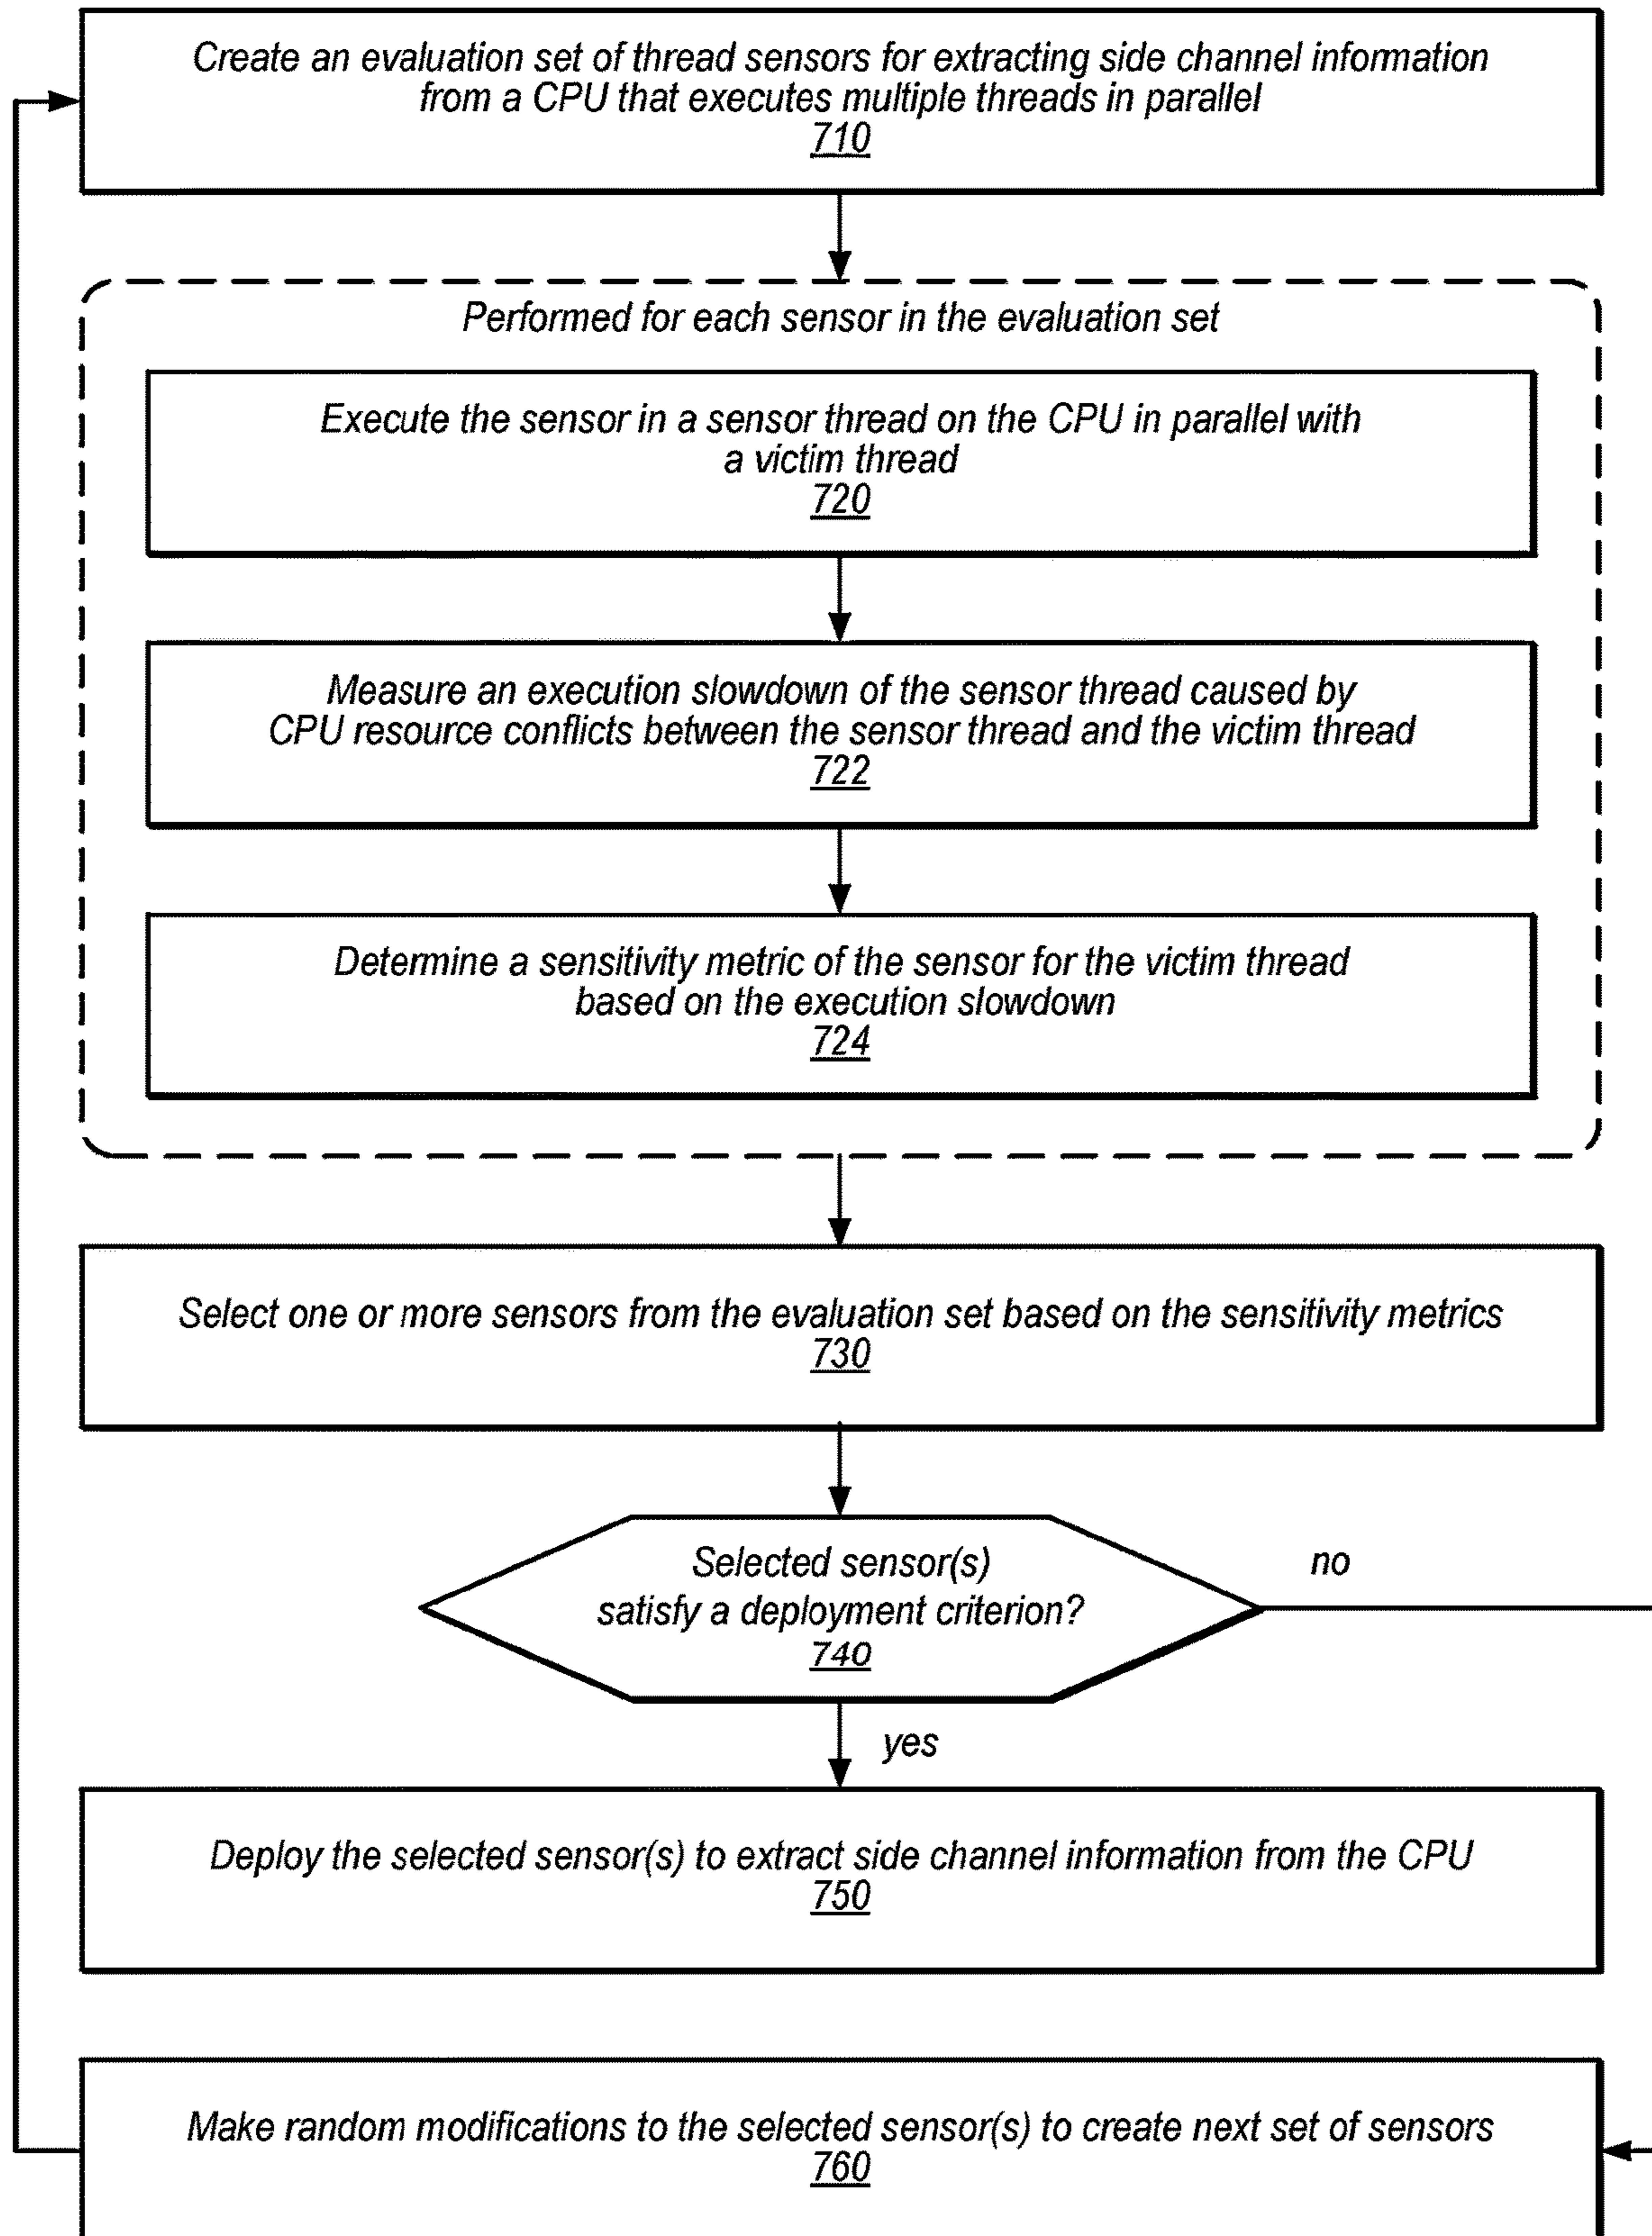 Create an evaluation set of thread sensors for extracting side channel information
from a CPU that executes multiple threads in parallel
710
Performed for each sensor in the evaluation set
Execute the sensor in a sensor thread on the CPU in parallel with
a victim thread
720
Measure an execution slowdown of the sensor thread caused by
CPU resource conflicts between the sensor thread and the victim thread
722
Determine a sensitivity metric of the sensor for the victim thread
based on the execution slowdown
724
Select one or more sensors from the evaluation set based on the sensitivity metrics
730
Selected sensor(s)
satisfy a deployment criterion?
740
no
yes
Deploy the selected sensor(s) to extract side channel information from the CPU
750
Make random modifications to the selected sensor(s) to create next set of sensors
760